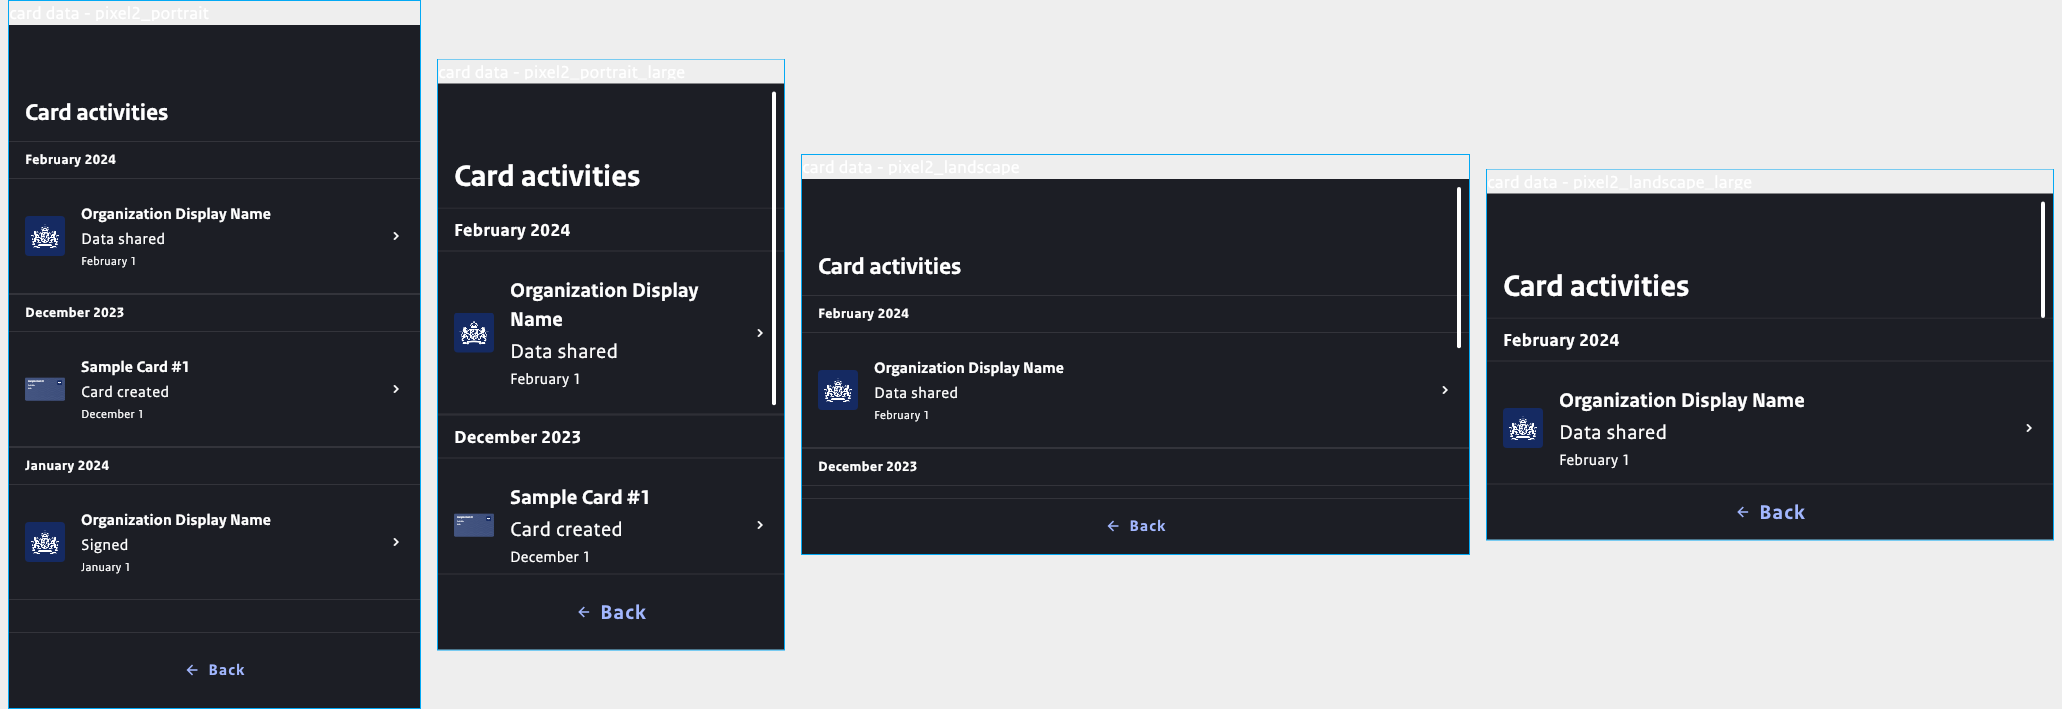 card data - pixel2_portrait
Card activities
February 2024
Organization Display Name
Data shared
February 1
December 2023
Sample Card #1
Card created
December 1
January 2024
Organization Display Name
Signed
January 1
Back
card data - pixel2_portrait_large
Card activities
February 2024
Organization Display
Name
Data shared
February 1
December 2023
Sample Card #1
Card created
December 1
Back
card data - pixel2_landscape
Card activities
February 2024
Organization Display Name
Data shared
February 1
December 2023
Back
card data - pixel2_landscape_large
Card activities
February 2024
Organization Display Name
Data shared
February 1
Back